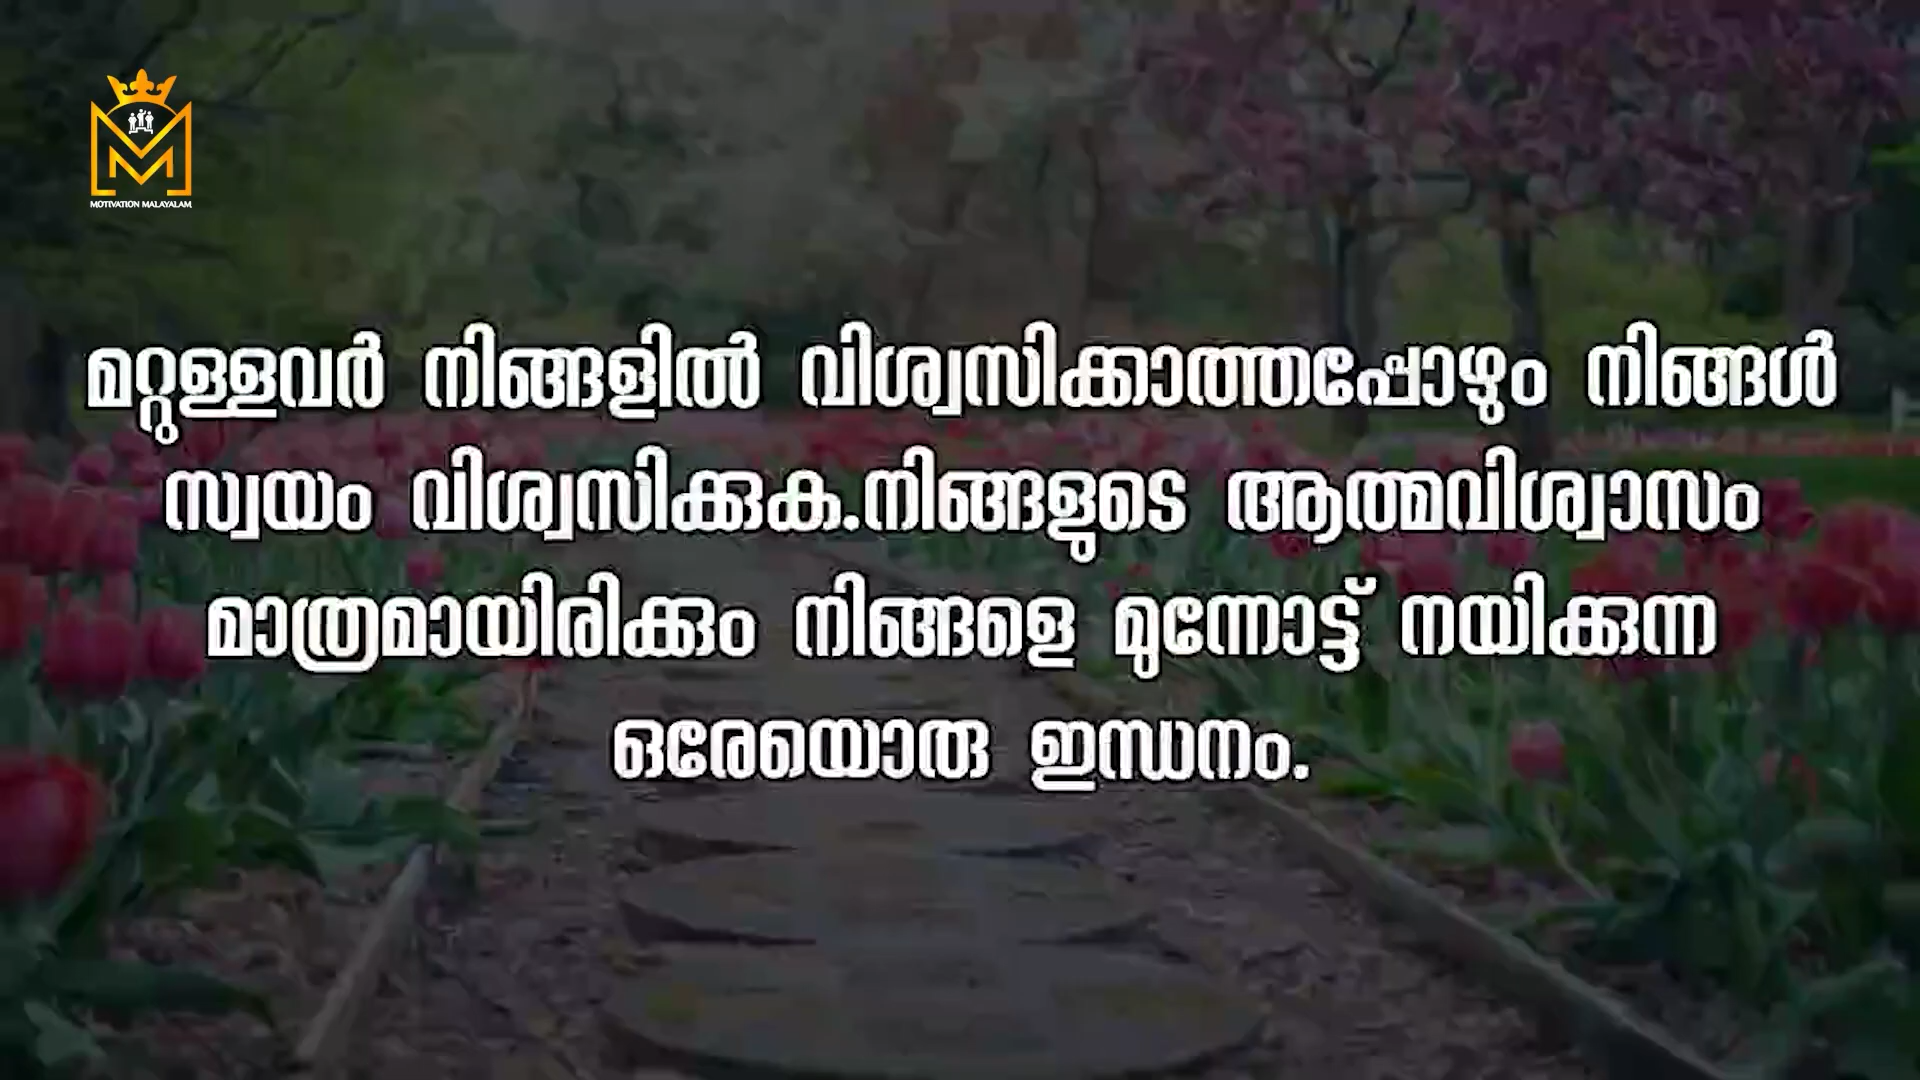 MOTIVATION MALAYALAM
മറ്റുള്ളവർ നിങ്ങളിൽ വിശ്വസിക്കാത്തപ്പോഴും നിങ്ങൾ
സ്വയം വിശ്വസിക്കുക.നിങ്ങളുടെ ആത്മവിശ്വാസം
മാത്രമായിരിക്കും നിങ്ങളെ മുന്നോട്ട് നയിക്കുന്ന
ഒരേയൊരു ഇന്ധനം.